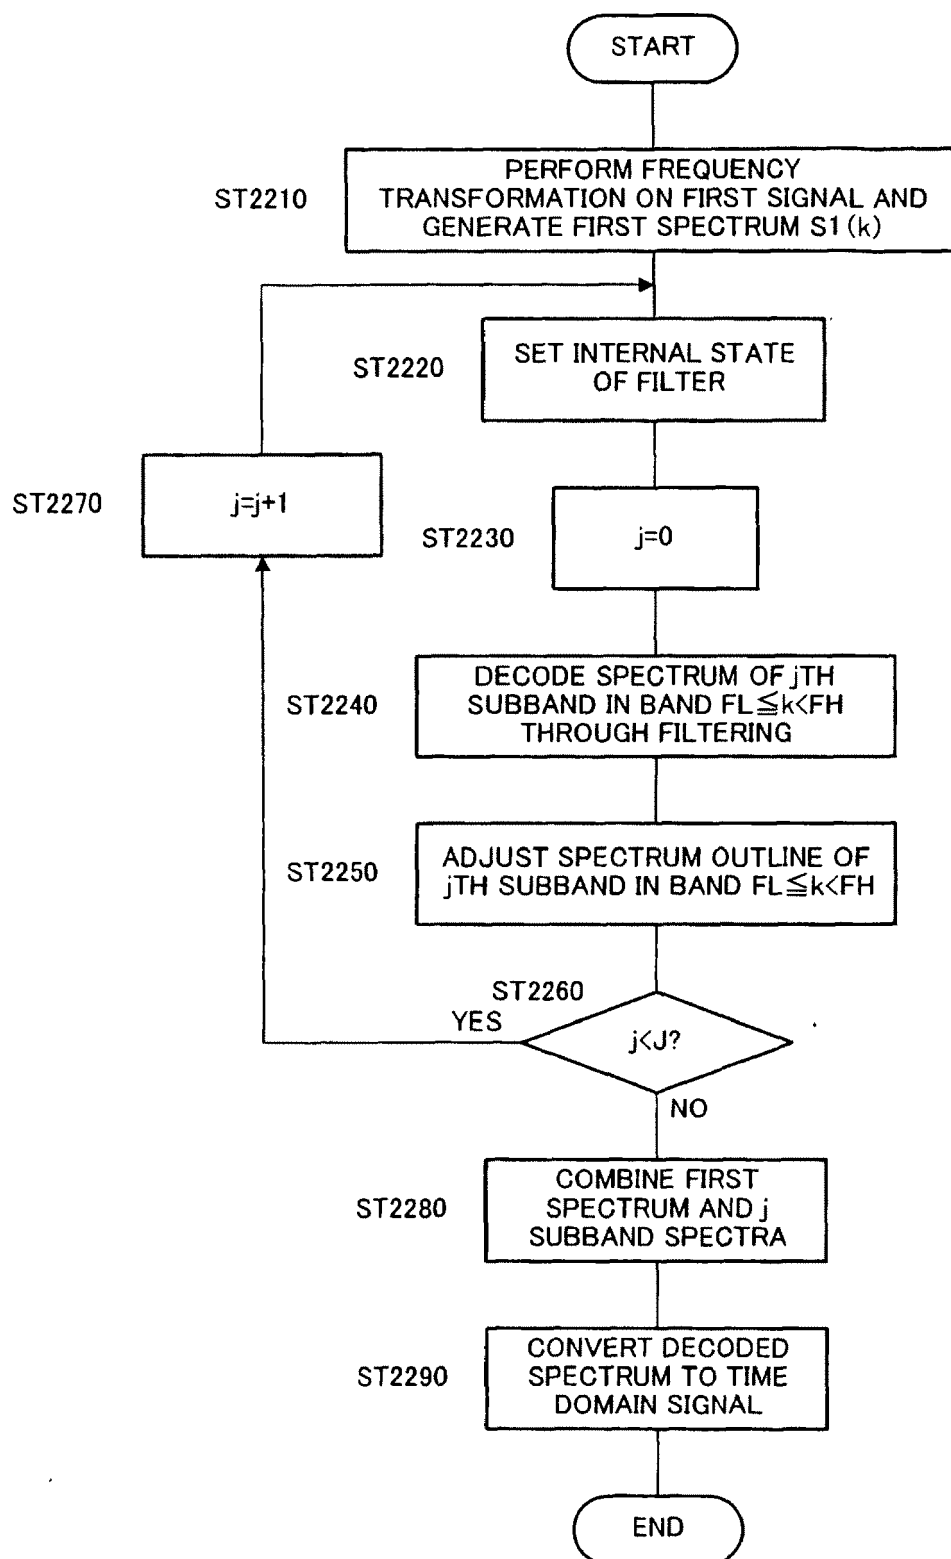 START
ST2210
PERFORM FREQUENCY
TRANSFORMATION ON FIRST SIGNAL AND
GENERATE FIRST SPECTRUM S1(k)
ST2220
SET INTERNAL STATE
OF FILTER
ST2270
j=j+1
ST2230
j=0
ST2240
DECODE SPECTRUM OF jTH
SUBBAND IN BAND FL≦k<FH
THROUGH FILTERING
ST2250
ADJUST SPECTRUM OUTLINE OF
jTH SUBBAND IN BAND FL≦k<FH
ST2260
YES
j<J?
NO
ST2280
COMBINE FIRST
SPECTRUM AND j
SUBBAND SPECTRA
ST2290
CONVERT DECODED
SPECTRUM TO TIME
DOMAIN SIGNAL
END